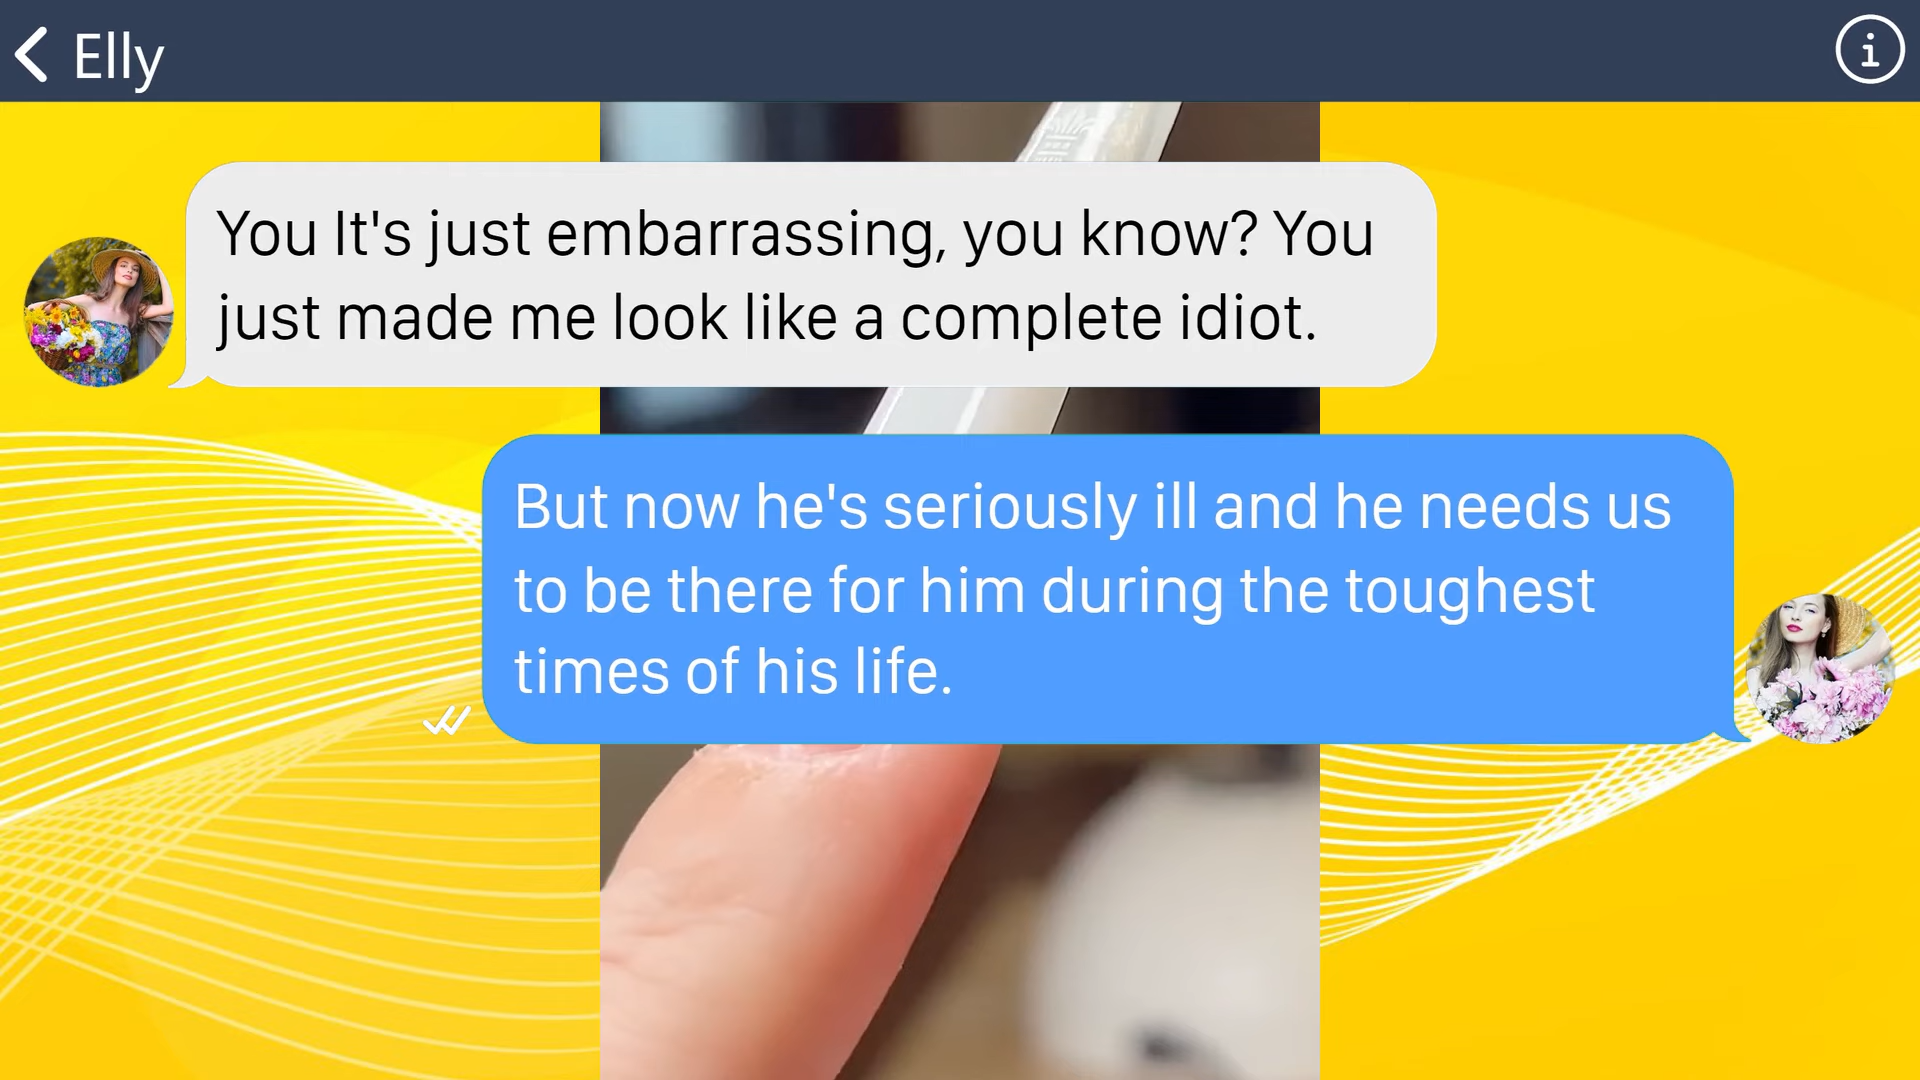 Elly
You It's just embarrassing, you know? You
just made me look like a complete idiot.
But now he's seriously ill and he needs us
to be there for him during the toughest
times of his life.